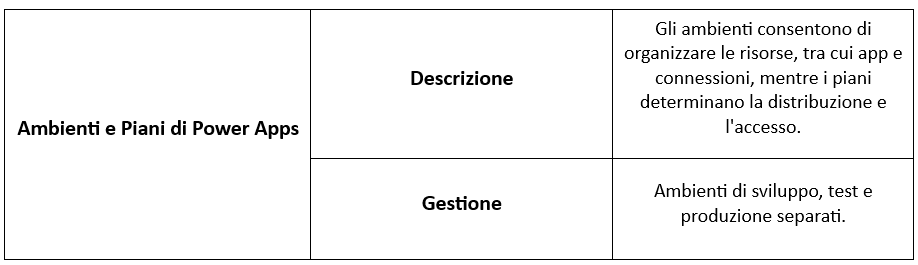 Ambienti e Piani di Power Apps
Descrizione
Gli ambienti consentono di
organizzare le risorse, tra cui app e
connessioni, mentre i piani
determinano la distribuzione e
l'accesso.
Gestione
Ambienti di sviluppo, test e
produzione separati.